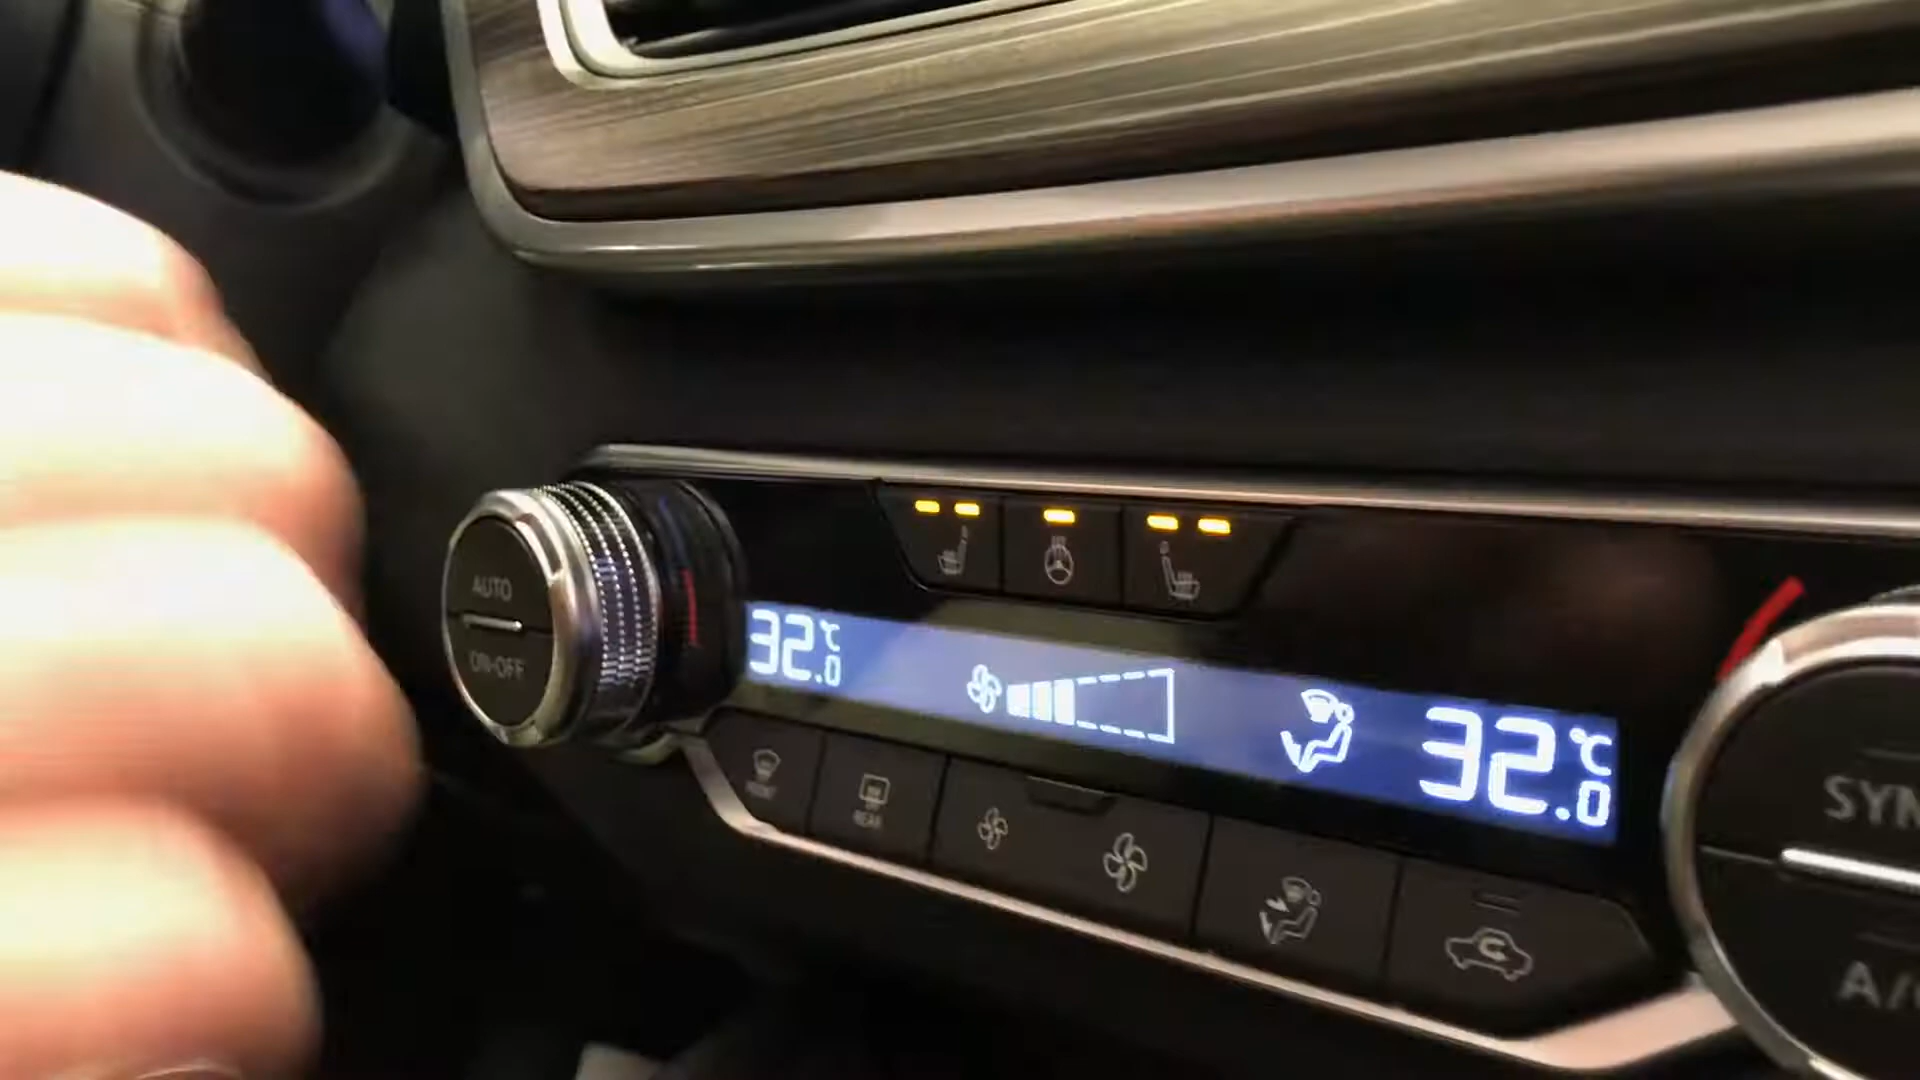 AUTO
ON-OFF
32.0°C
32.0°C
FRONT
REAR
SYN
A/